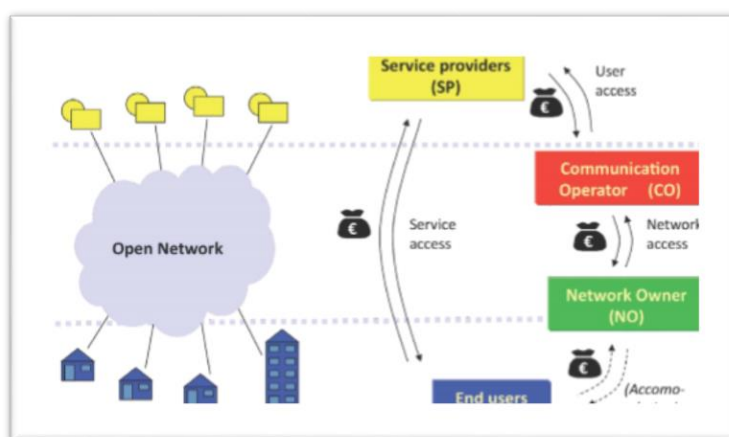 Service providers
(SP)
User
access
€
Communication
Operator (CO)
Open Network
€
Service
access
€
Network
access
Network Owner
(NO)
€
End users
(Accomo-